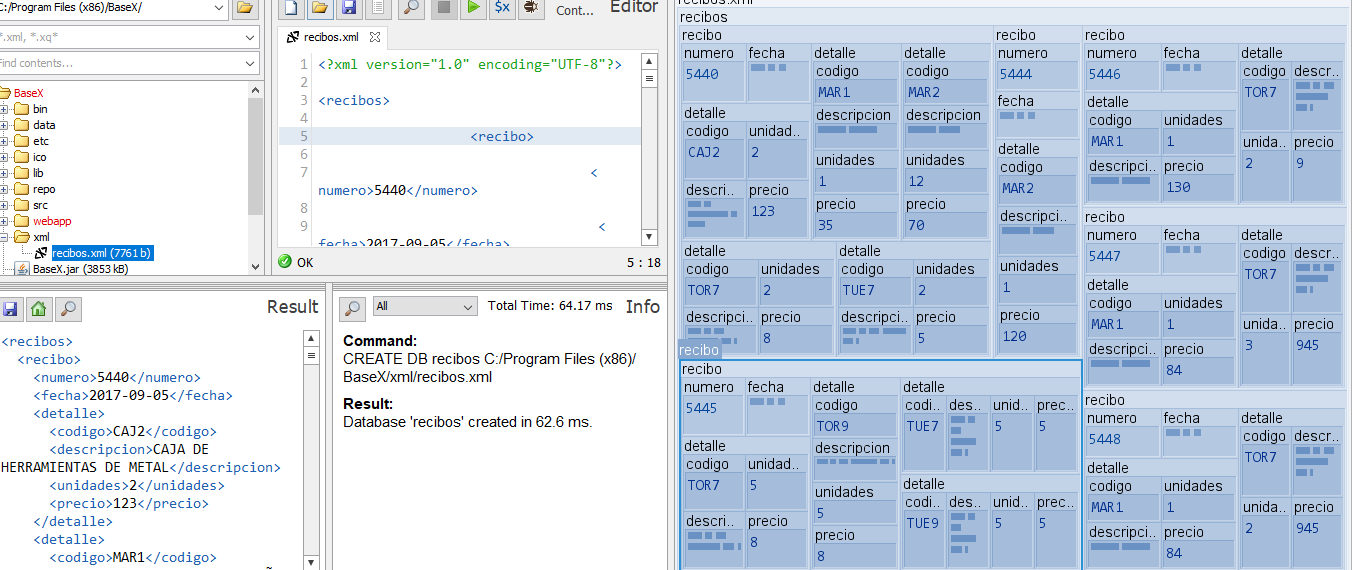 C:/Program Files (x86)/BaseX/
*.xml, *.xq*
Find contents...
BaseX
bin
data
etc
ico
lib
repo
src
webapp
xml
recibos.xml (7761 b)
BaseX.jar (3853 kB)
Cont...
Editor
recibos.xml
1 <?xml version="1.0" encoding="UTF-8"?>
2
3 <recibos>
4
5 <recibo>
6
7 <
numero>5440</numero>
8
9 <
fecha>2017-09-05</fecha>
OK
5 : 18
Result
<recibos>
<recibo>
<numero>5440</numero>
<fecha>2017-09-05</fecha>
<detalle>
<codigo>CAJ2</codigo>
<descripcion>CAJA DE
HERRAMIENTAS DE METAL</descripcion>
<unidades>2</unidades>
<precio>123</precio>
</detalle>
<detalle>
<codigo>MAR1</codigo>
All
Total Time: 64.17 ms
Info
Command:
CREATE DB recibos C:/Program Files (x86)/
BaseX/xml/recibos.xml
Result:
Database 'recibos' created in 62.6 ms.
recibos.xml
recibos
recibo
numero
5440
fecha
detalle
codigo
MAR1
descripcion
unidades
1
precio
35
detalle
codigo
MAR2
descripcion
unidades
12
precio
70
detalle
codigo
CAJ2
unidad..
2
descri..
precio
123
detalle
codigo
TOR7
unidades
2
descripci..
precio
8
detalle
codigo
TUE7
unidades
2
descripci..
precio
5
recibo
numero
5444
fecha
detalle
codigo
MAR2
descripci..
unidades
1
precio
120
recibo
numero
5446
fecha
detalle
codigo
MAR1
unidades
1
descripci..
precio
130
detalle
codigo
TOR7
descr...
unida..
2
precio
9
recibo
numero
5447
fecha
detalle
codigo
MAR1
unidades
1
descripci..
precio
84
detalle
codigo
TOR7
descr..
unida..
3
precio
945
recibo
recibo
numero
5445
fecha
detalle
codigo
TOR9
descripcion
unidades
5
precio
8
detalle
codi..
TUE7
des..
unid..
5
prec..
5
detalle
codigo
TOR7
unidad..
5
descri..
precio
8
detalle
codi..
TUE9
des..
unid..
5
prec..
5
recibo
numero
5448
fecha
detalle
codigo
MAR1
unidades
1
descripci..
precio
84
detalle
codigo
TOR7
descr..
unida..
2
precio
945